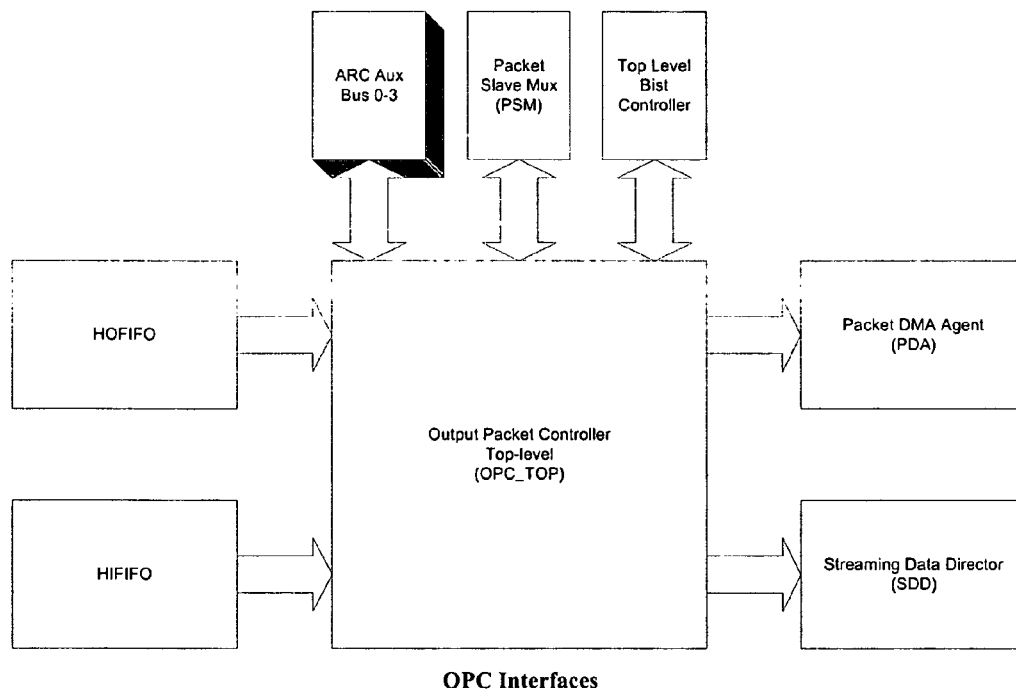 ARC Aux
Bus 0-3
Packet
Slave Mux
(PSM)
Top Level
Bist
Controller
HOFIFO
Packet DMA Agent
(PDA)
Output Packet Controller
Top-level
(OPC_TOP)
HIFIFO
Streaming Data Director
(SDD)
OPC Interfaces